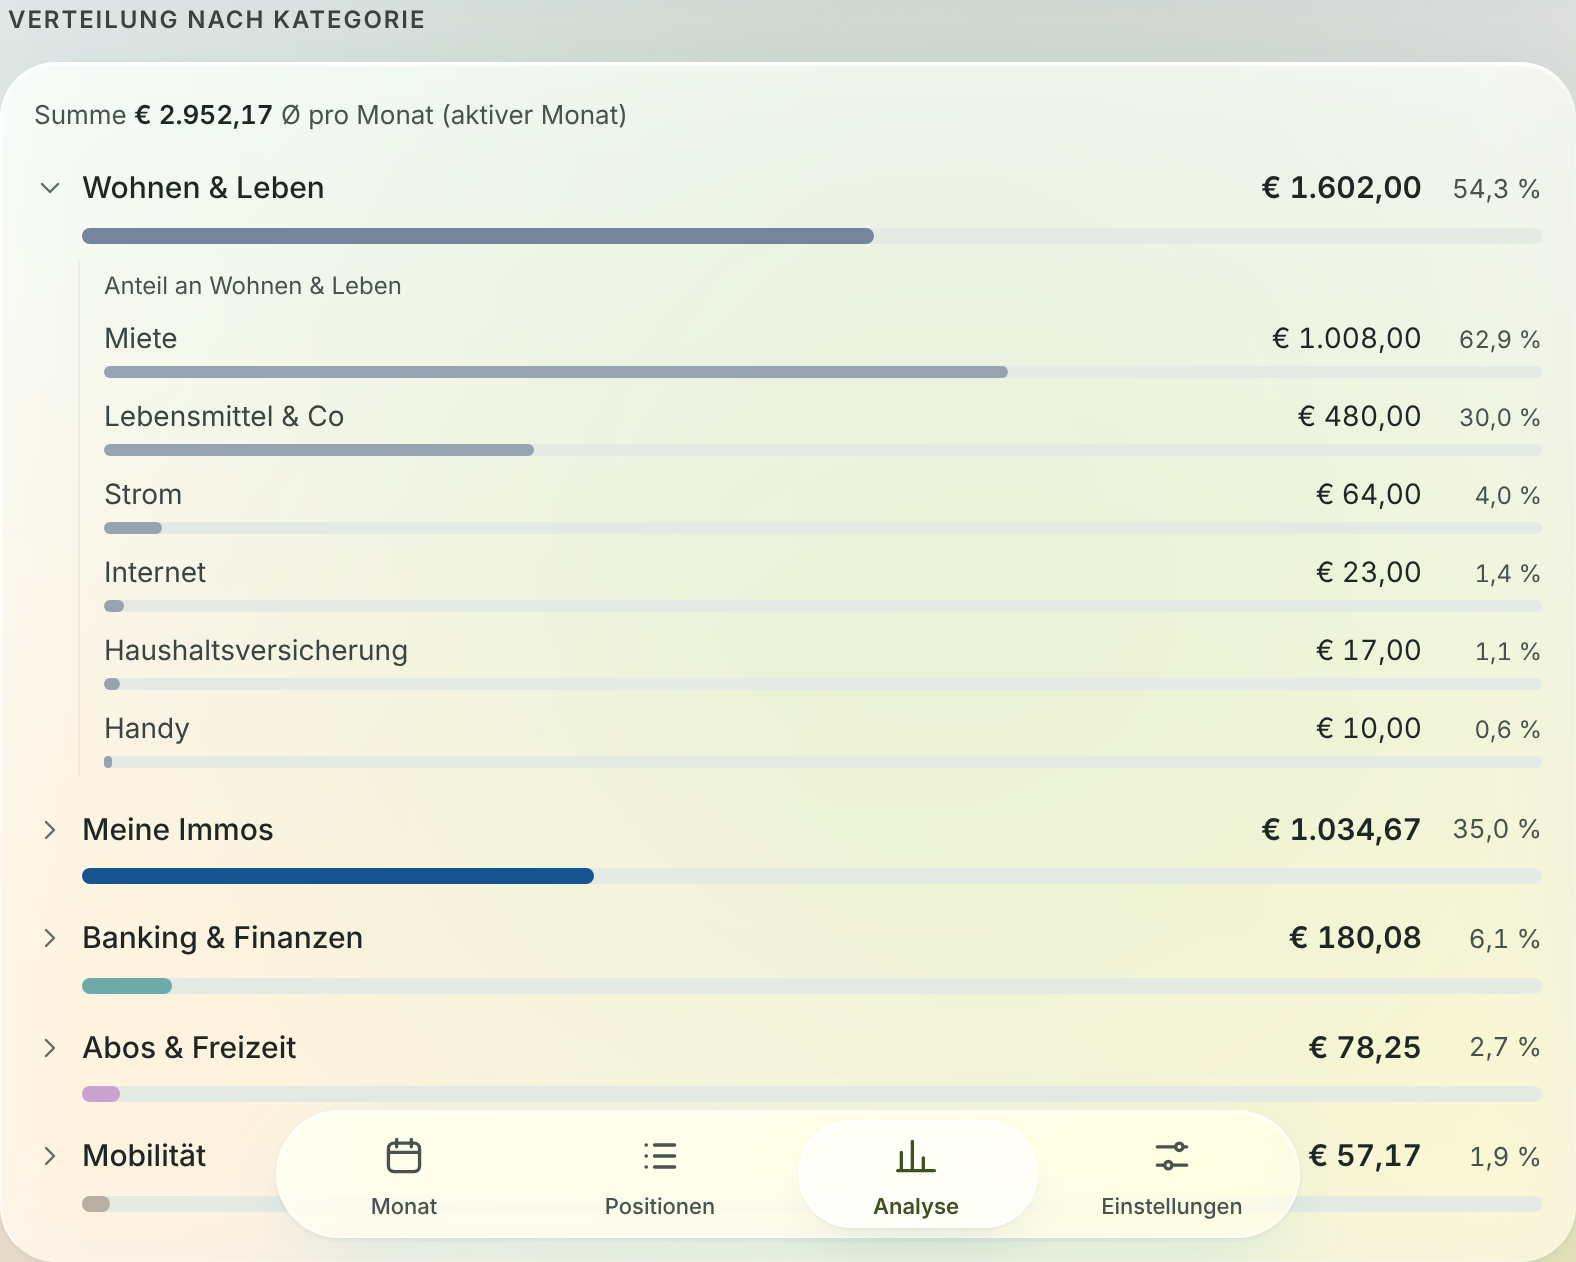 VERTEILUNG NACH KATEGORIE
Summe € 2.952,17 Ø pro Monat (aktiver Monat)
Wohnen & Leben € 1.602,00 54,3 %
Anteil an Wohnen & Leben
Miete € 1.008,00 62,9 %
Lebensmittel & Co € 480,00 30,0 %
Strom € 64,00 4,0 %
Internet € 23,00 1,4 %
Haushaltsversicherung € 17,00 1,1 %
Handy € 10,00 0,6 %
Meine Immos € 1.034,67 35,0 %
Banking & Finanzen € 180,08 6,1 %
Abos & Freizeit € 78,25 2,7 %
Mobilität € 57,17 1,9 %
Monat Positionen Analyse Einstellungen